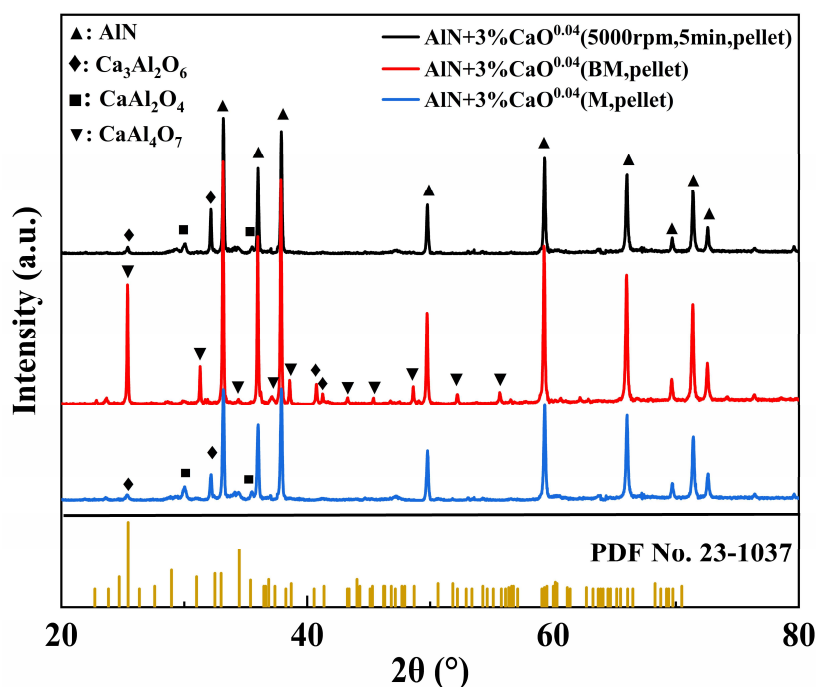 ▲: AlN
◆: Ca₃Al₂O₆
■: CaAl₂O₄
▼: CaAl₄O₇
AlN+3%CaO⁰·⁰⁴(5000rpm,5min,pellet)
AlN+3%CaO⁰·⁰⁴(BM,pellet)
AlN+3%CaO⁰·⁰⁴(M,pellet)
Intensity (a.u.)
PDF No. 23-1037
20 40 60 80
2θ (°)